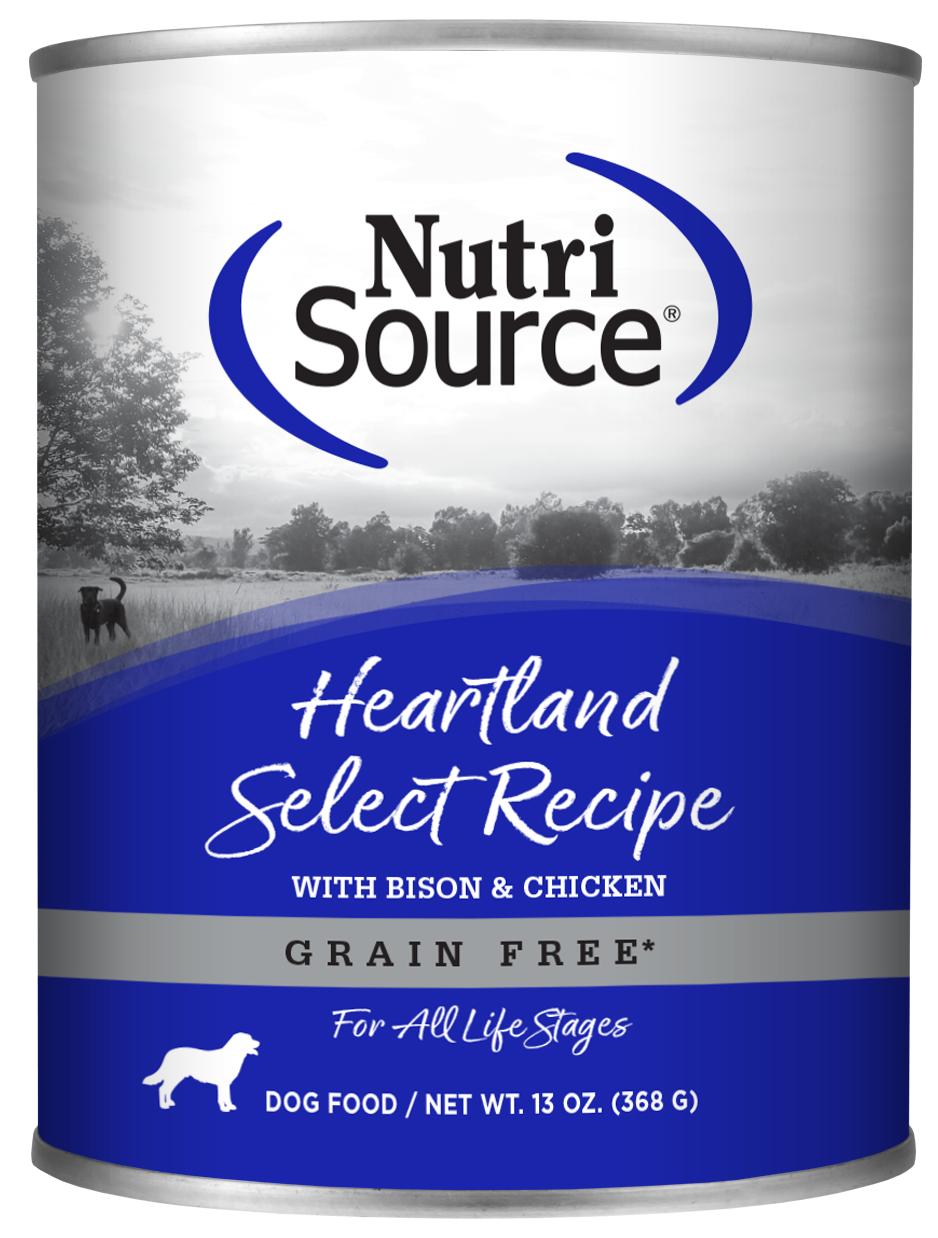 Nutri
Source®
Heartland
Select Recipe
WITH BISON & CHICKEN
GRAIN FREE*
For All Life Stages
DOG FOOD / NET WT. 13 OZ. (368 G)